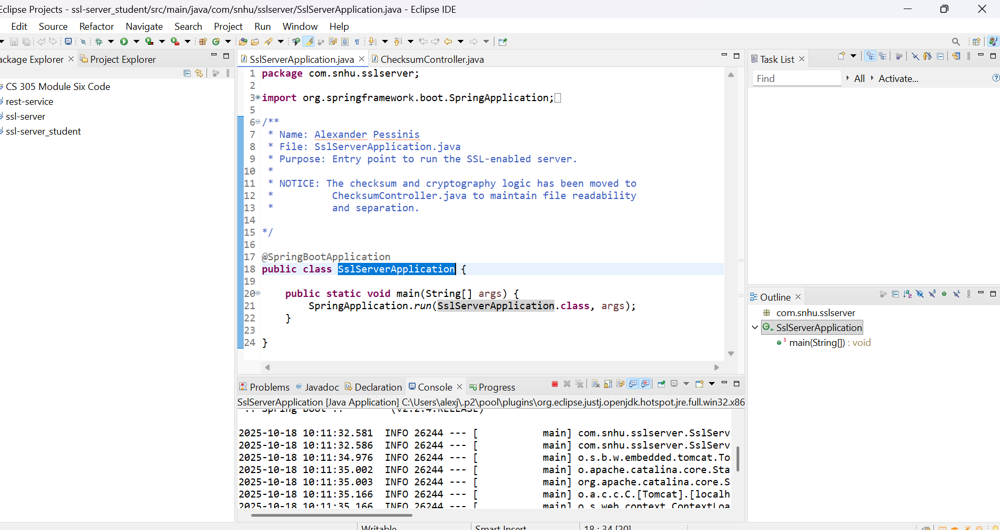 Eclipse Projects - ssl-server_student/src/main/java/com/snhu/sslserver/SslServerApplication.java - Eclipse IDE
Edit Source Refactor Navigate Search Project Run Window Help
Package Explorer Project Explorer
CS 305 Module Six Code
rest-service
ssl-server
ssl-server_student
SslServerApplication.java ChecksumController.java
1 package com.snhu.sslserver;
2
3 import org.springframework.boot.SpringApplication;
5
6 /**
7 * Name: Alexander Pessinis
8 * File: SslServerApplication.java
9 * Purpose: Entry point to run the SSL-enabled server.
10 *
11 * NOTICE: The checksum and cryptography logic has been moved to
12 * ChecksumController.java to maintain file readability
13 * and separation.
14
15 */
16
17 @SpringBootApplication
18 public class SslServerApplication {
19
20 public static void main(String[] args) {
21 SpringApplication.run(SslServerApplication.class, args);
22 }
23
24 }
Problems Javadoc Declaration Console Progress
SslServerApplication [Java Application] C:\Users\alexj\.p2\pool\plugins\org.eclipse.justj.openjdk.hotspot.jre.full.win32.x86
:: Spring Boot :: (v2.2.4.RELEASE)
2025-10-18 10:11:32.581 INFO 26244 --- [ main] com.snhu.sslserver.SslServ
2025-10-18 10:11:32.586 INFO 26244 --- [ main] com.snhu.sslserver.SslServ
2025-10-18 10:11:34.976 INFO 26244 --- [ main] o.s.b.w.embedded.tomcat.To
2025-10-18 10:11:35.002 INFO 26244 --- [ main] o.apache.catalina.core.Sta
2025-10-18 10:11:35.003 INFO 26244 --- [ main] org.apache.catalina.core.S
2025-10-18 10:11:35.166 INFO 26244 --- [ main] o.a.c.c.C.[Tomcat].[localh
2025-10-18 10:11:35.166 INFO 26244 --- [ main] o.s.web.context.ContextLoa
Task List
Find All Activate...
Outline
com.snhu.sslserver
SslServerApplication
main(String[]) : void
Writable Smart Insert 18 : 34 [20]